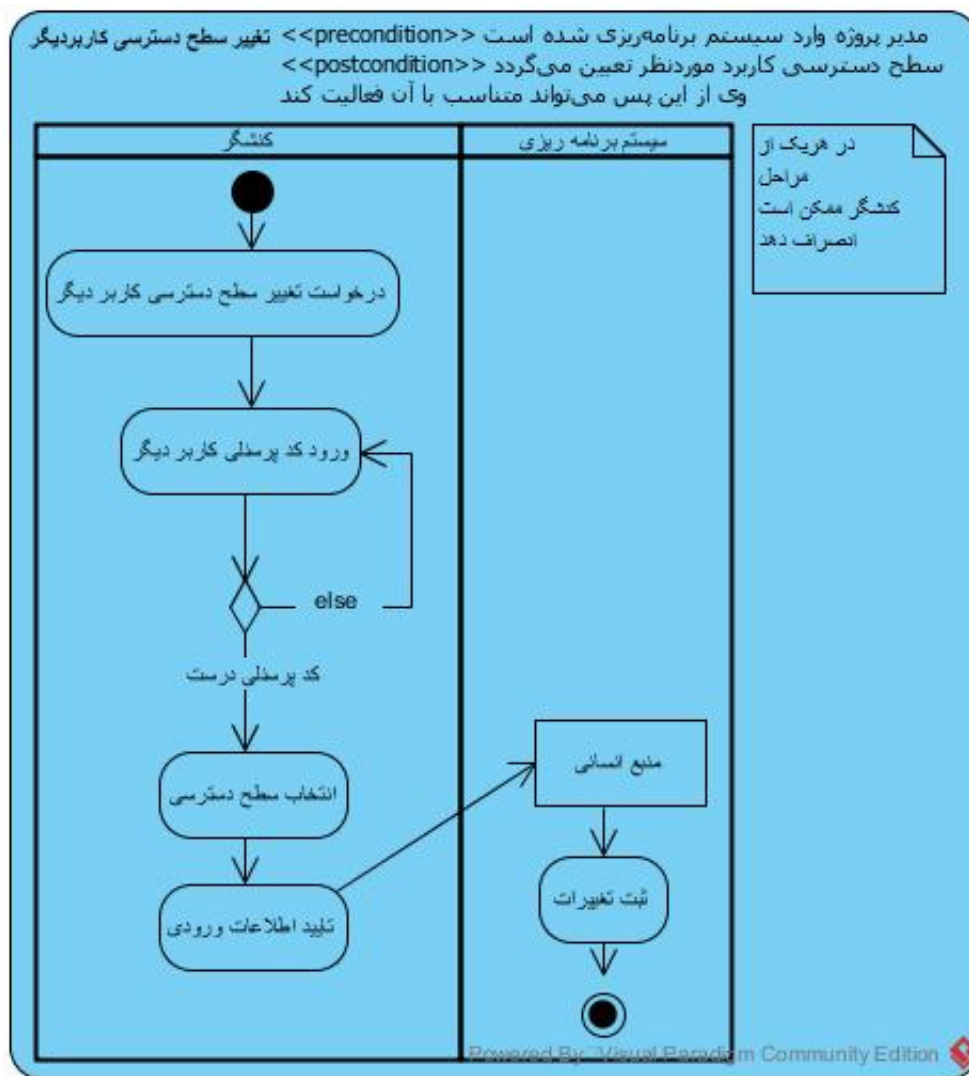 تغییر سطح دسترسی کاربردیگر <<precondition>> مدیر پروژه وارد سیستم برنامه‌ریزی شده است
<<postcondition>> سطح دسترسی کاربرد موردنظر تعیین می‌گردد
وی از این پس می‌تواند متناسب با آن فعالیت کند
کنشگر
سیستم برنامه ریزی
در هریک از
مراحل
کنشگر ممکن است
انصراف دهد
درخواست تغییر سطح دسترسی کاربر دیگر
ورود کد پرسنلی کاربر دیگر
else
کد پرسنلی درست
انتخاب سطح دسترسی
منبع انسانی
تایید اطلاعات ورودی
ثبت تغییرات
Powered By Visual Paradigm Community Edition